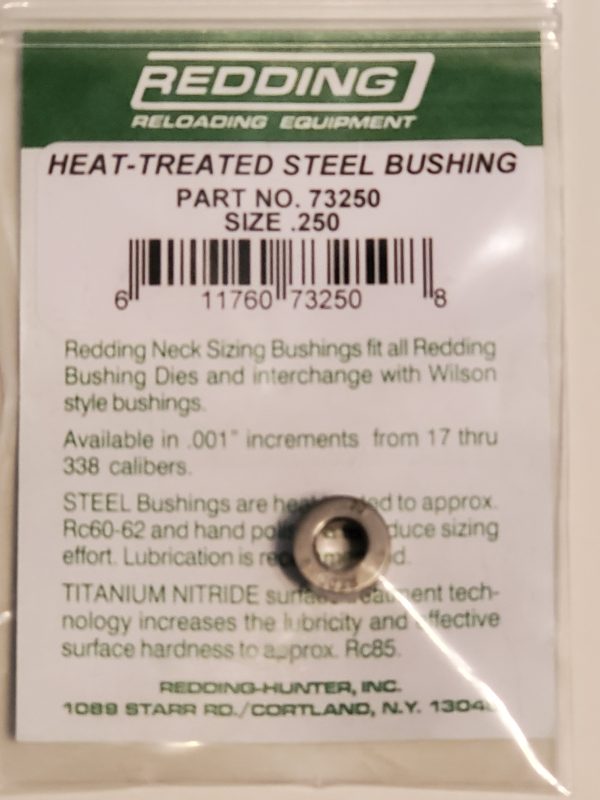 REDDING
RELOADING EQUIPMENT
HEAT-TREATED STEEL BUSHING
PART NO. 73250
SIZE .250
6 11760 73250 8
Redding Neck Sizing Bushings fit all Redding
Bushing Dies and interchange with Wilson
style bushings.
Available in .001" increments from 17 thru
338 calibers.
STEEL Bushings are to approx.
Rc60-62 and hand sizing
effort. Lubrication is
TITANIUM NITRIDE tech-
nology increases the lubricity and effective
surface hardness to approx. Rc85.
REDDING-HUNTER, INC.
1089 STARR RD./CORTLAND, N.Y.